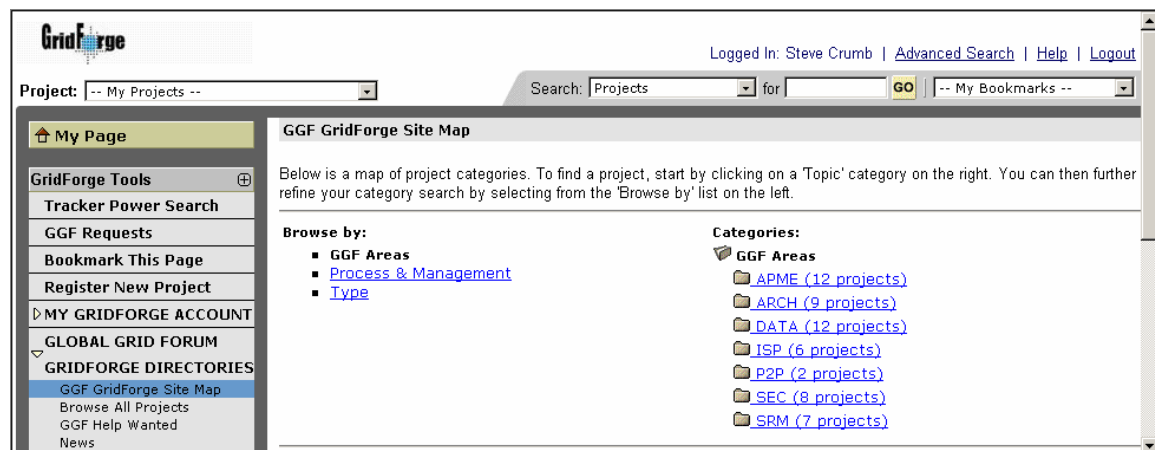 GridForge
Logged In: Steve Crumb | Advanced Search | Help | Logout
Project: -- My Projects --
Search: Projects for GO -- My Bookmarks --
My Page
GridForge Tools
Tracker Power Search
GGF Requests
Bookmark This Page
Register New Project
MY GRIDFORGE ACCOUNT
GLOBAL GRID FORUM
GRIDFORGE DIRECTORIES
GGF GridForge Site Map
Browse All Projects
GGF Help Wanted
News
GGF GridForge Site Map
Below is a map of project categories. To find a project, start by clicking on a 'Topic' category on the right. You can then further
refine your category search by selecting from the 'Browse by' list on the left.
Browse by:
GGF Areas
Process & Management
Type
Categories:
GGF Areas
APME (12 projects)
ARCH (9 projects)
DATA (12 projects)
ISP (6 projects)
P2P (2 projects)
SEC (8 projects)
SRM (7 projects)